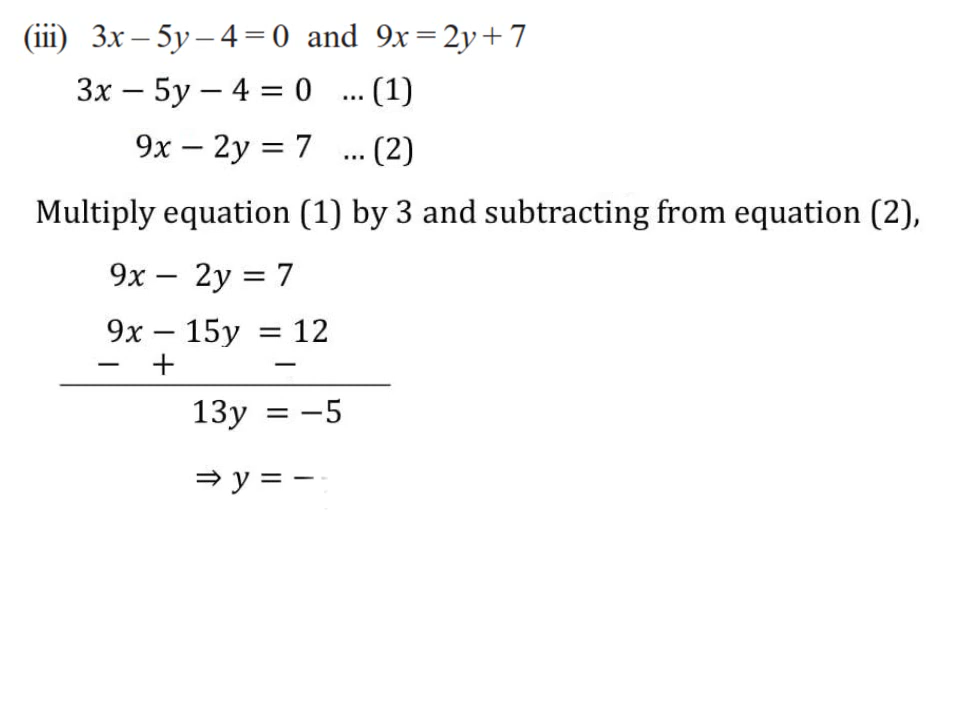 (iii) 3x – 5y – 4 = 0 and 9x = 2y + 7
3x − 5y − 4 = 0 ... (1)
9x − 2y = 7 ... (2)
Multiply equation (1) by 3 and subtracting from equation (2),
9x − 2y = 7
9x − 15y = 12
− + −
13y = −5
⇒ y = −